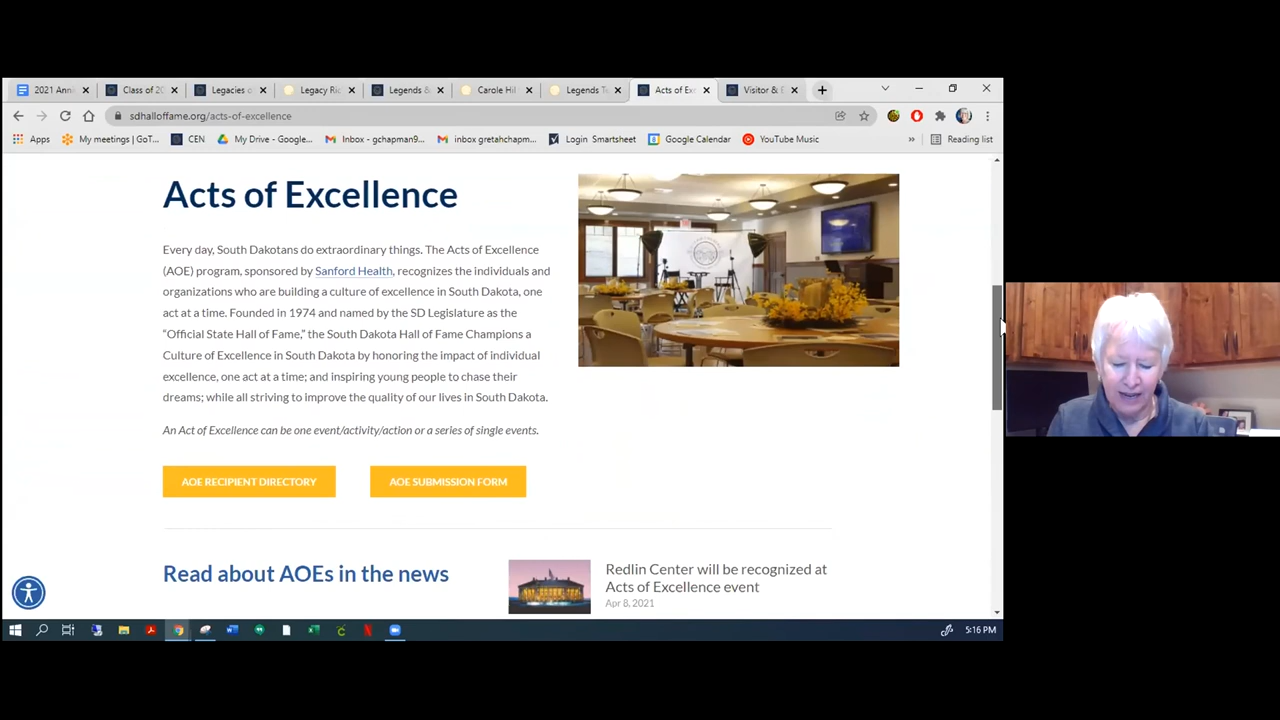 2021 Ann
Class of 20
Legacies o
Legacy Ri
Legends &
Carole Hil
Legends T
Acts of Exc
Visitor & E
sdhalloffame.org/acts-of-excellence
Apps
My meetings | GoT...
CEN
My Drive - Google...
Inbox - gchapman9...
inbox gretahchapm...
Login Smartsheet
Google Calendar
YouTube Music
»
Reading list
Acts of Excellence
Every day, South Dakotans do extraordinary things. The Acts of Excellence
(AOE) program, sponsored by Sanford Health, recognizes the individuals and
organizations who are building a culture of excellence in South Dakota, one
act at a time. Founded in 1974 and named by the SD Legislature as the
“Official State Hall of Fame,” the South Dakota Hall of Fame Champions a
Culture of Excellence in South Dakota by honoring the impact of individual
excellence, one act at a time; and inspiring young people to chase their
dreams; while all striving to improve the quality of our lives in South Dakota.
An Act of Excellence can be one event/activity/action or a series of single events.
AOE RECIPIENT DIRECTORY
AOE SUBMISSION FORM
Read about AOEs in the news
Redlin Center will be recognized at
Acts of Excellence event
Apr 8, 2021
5:16 PM